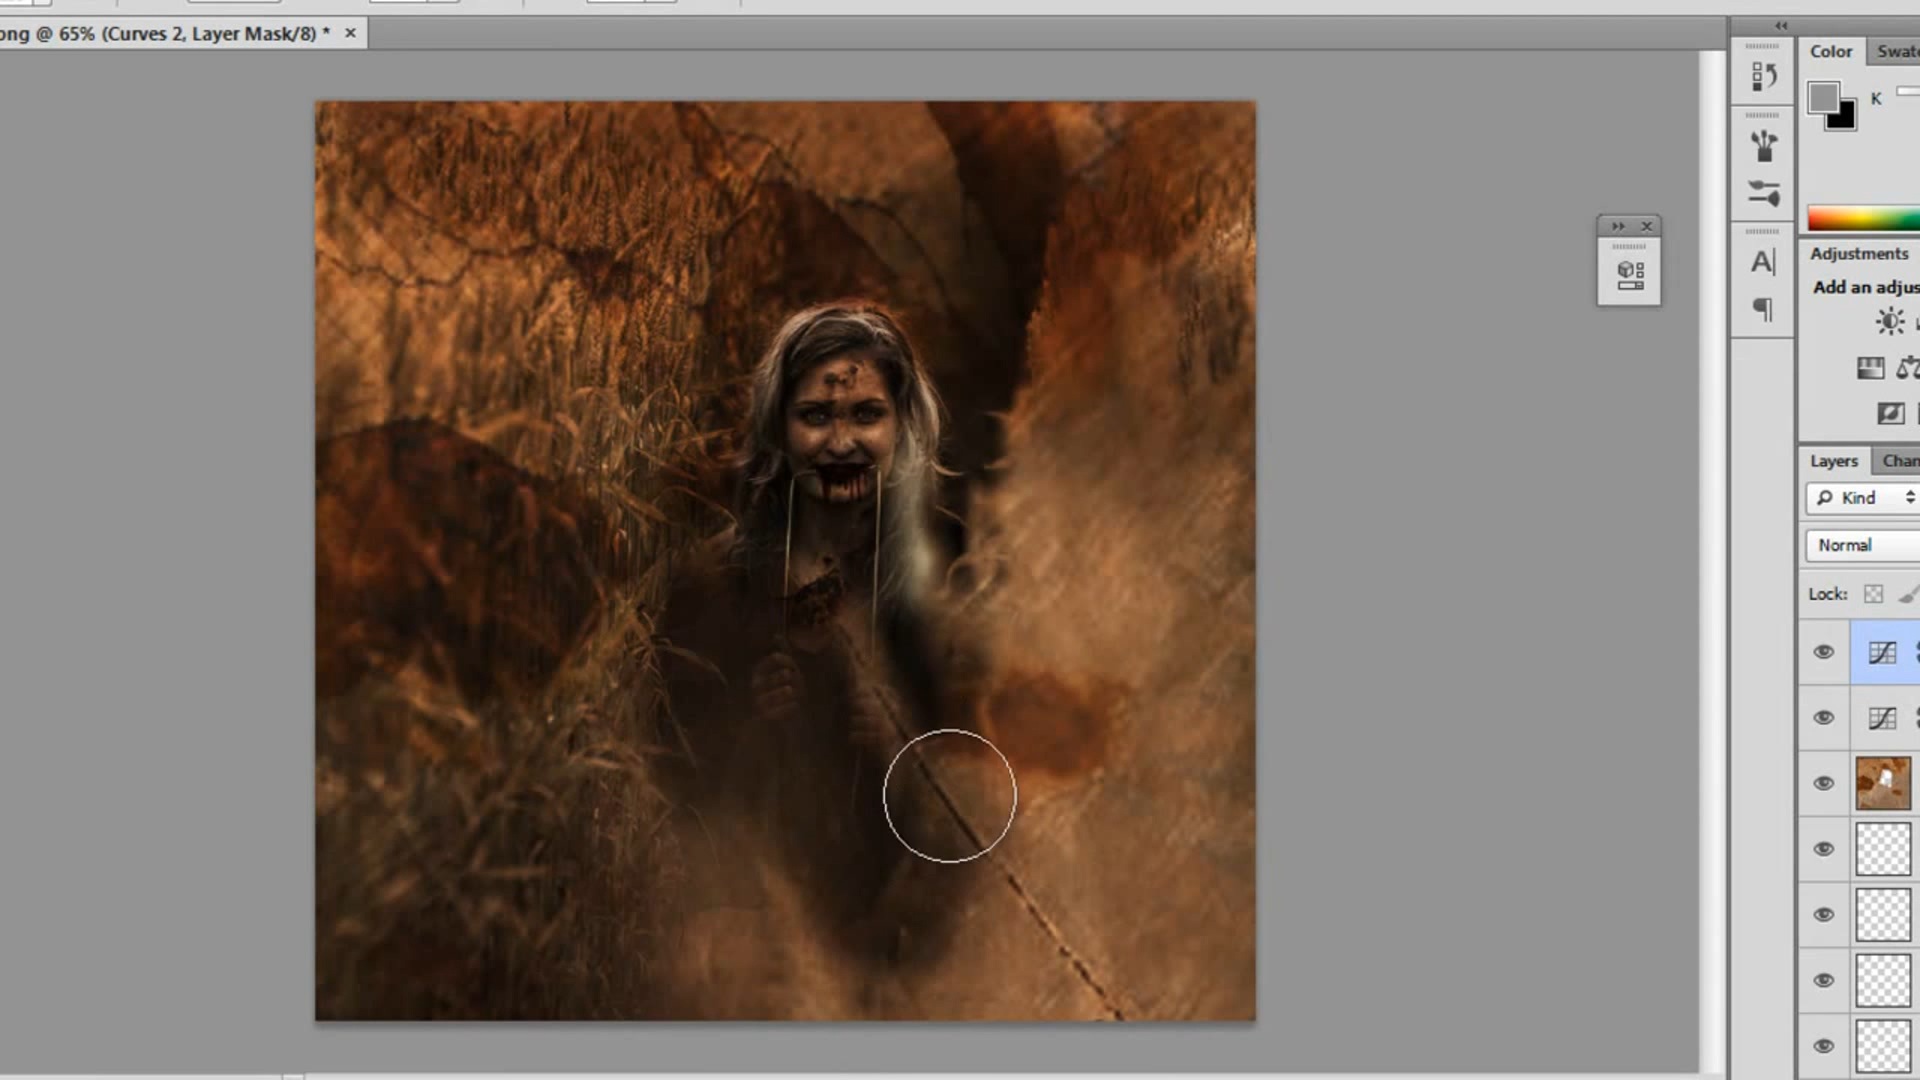 ong @ 65% (Curves 2, Layer Mask/8) * ×
Color
Swat
K
Adjustments
Add an adjus
A|
Layers
Chan
Kind
Normal
Lock: